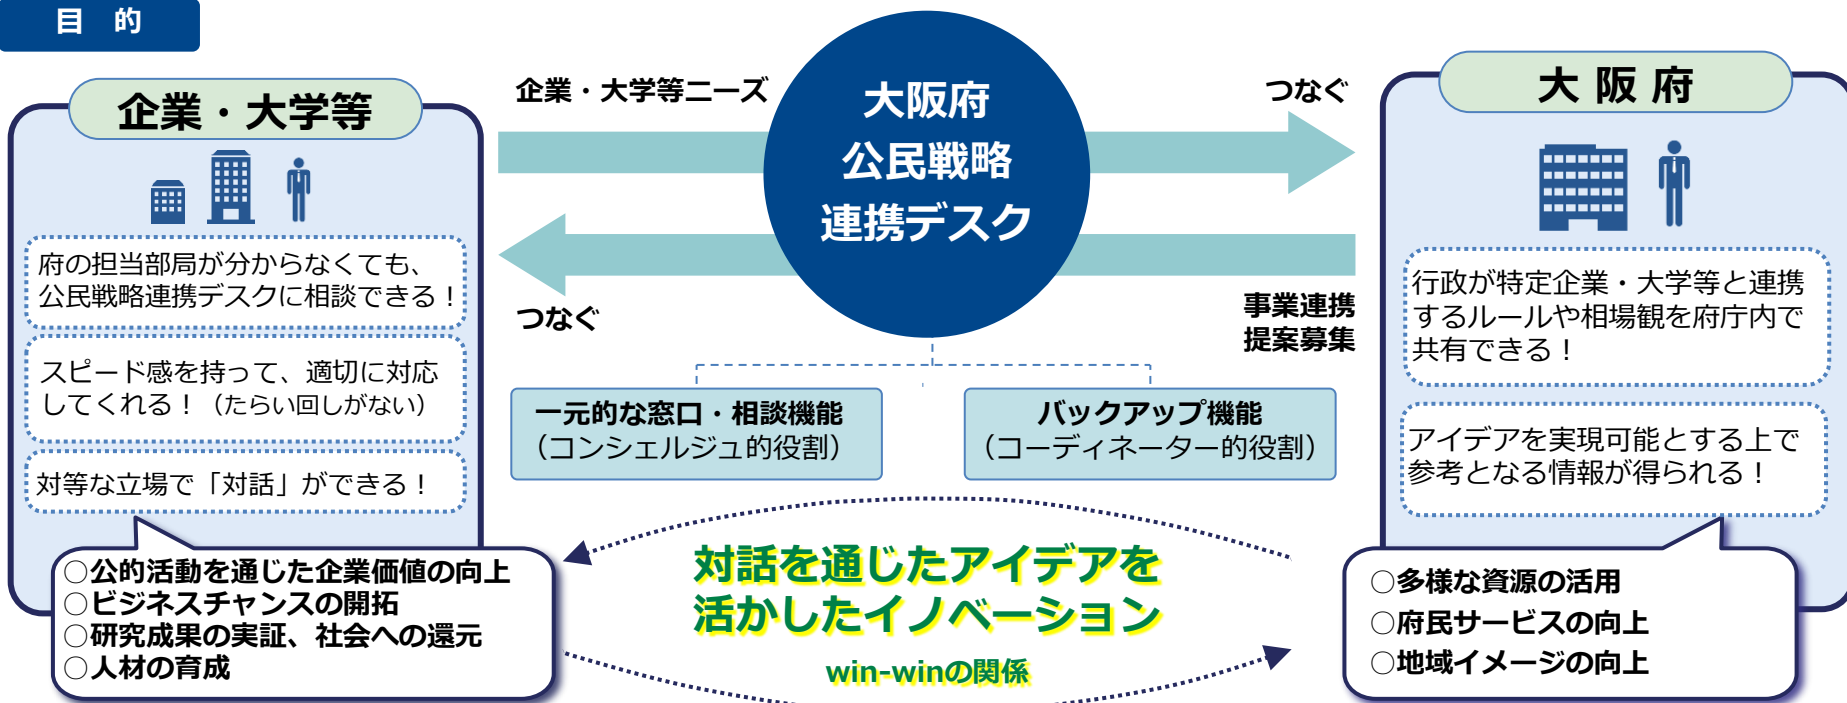 目 的
企業・大学等
府の担当部局が分からなくても、
公民戦略連携デスクに相談できる！
スピード感を持って、適切に対応
してくれる！（たらい回しがない）
対等な立場で「対話」ができる！
○公的活動を通じた企業価値の向上
○ビジネスチャンスの開拓
○研究成果の実証、社会への還元
○人材の育成
企業・大学等ニーズ
つなぐ
大阪府
公民戦略
連携デスク
つなぐ
事業連携
提案募集
一元的な窓口・相談機能
（コンシェルジュ的役割）
バックアップ機能
（コーディネーター的役割）
対話を通じたアイデアを
活かしたイノベーション
win-winの関係
大 阪 府
行政が特定企業・大学等と連携
するルールや相場観を府庁内で
共有できる！
アイデアを実現可能とする上で
参考となる情報が得られる！
○多様な資源の活用
○府民サービスの向上
○地域イメージの向上